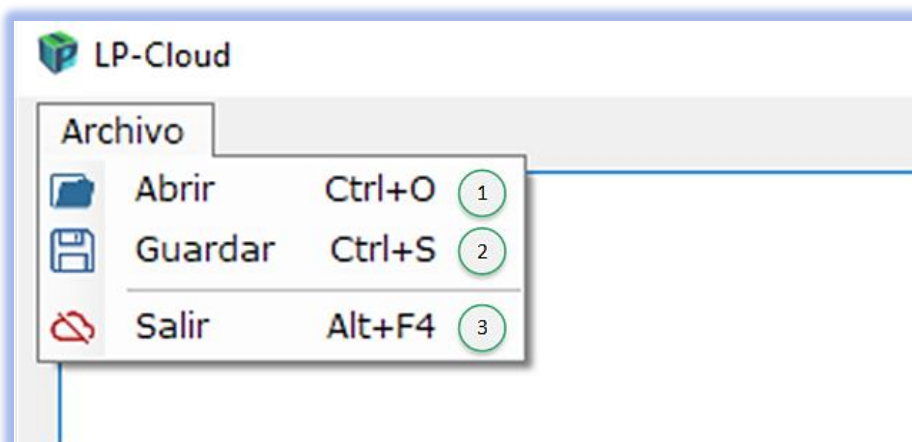 LP-Cloud
Archivo
Abrir Ctrl+O 1
Guardar Ctrl+S 2
Salir Alt+F4 3